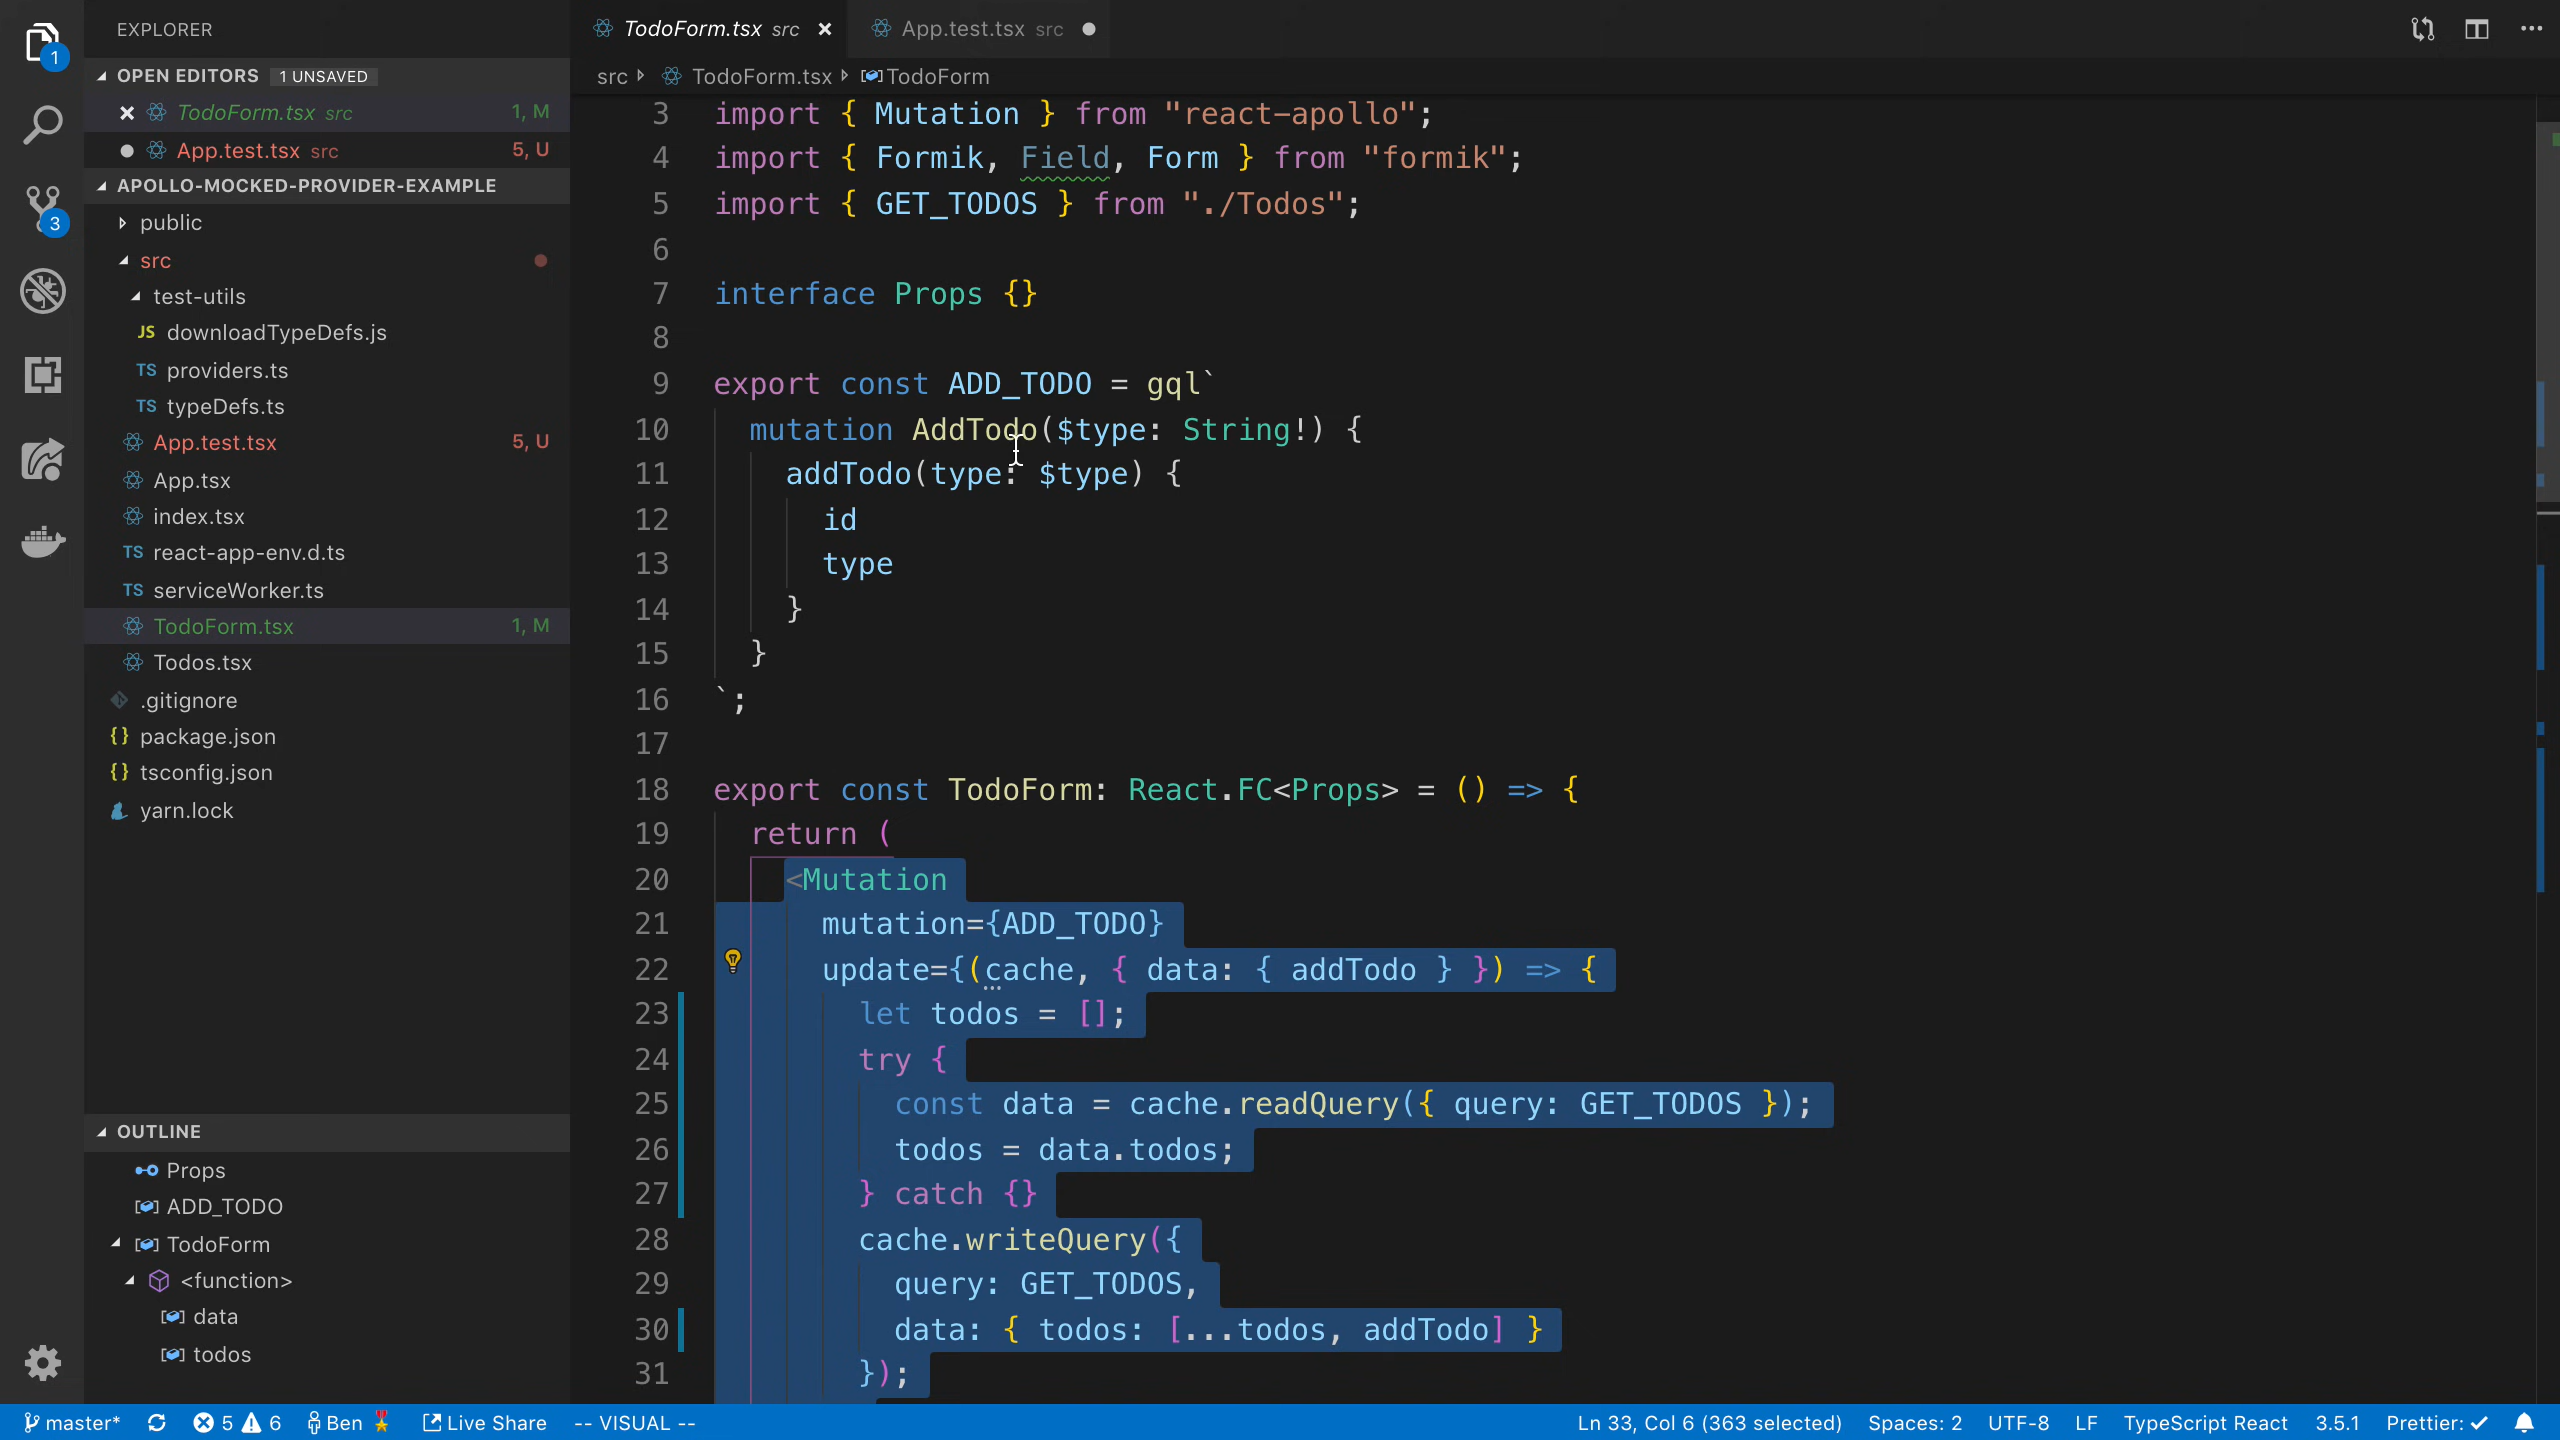 EXPLORER
OPEN EDITORS 1 UNSAVED
TodoForm.tsx src 1, M
App.test.tsx src 5, U
APOLLO-MOCKED-PROVIDER-EXAMPLE
public
src
test-utils
JS downloadTypeDefs.js
TS providers.ts
TS typeDefs.ts
App.test.tsx 5, U
App.tsx
index.tsx
TS react-app-env.d.ts
TS serviceWorker.ts
TodoForm.tsx 1, M
Todos.tsx
.gitignore
{} package.json
{} tsconfig.json
yarn.lock
OUTLINE
Props
ADD_TODO
TodoForm
<function>
data
todos
1
3
TodoForm.tsx src
App.test.tsx src
src TodoForm.tsx TodoForm
3 import { Mutation } from "react-apollo";
4 import { Formik, Field, Form } from "formik";
5 import { GET_TODOS } from "./Todos";
6
7 interface Props {}
8
9 export const ADD_TODO = gql`
10 mutation AddTodo($type: String!) {
11 addTodo(type: $type) {
12 id
13 type
14 }
15 }
16 `;
17
18 export const TodoForm: React.FC<Props> = () => {
19 return (
20 <Mutation
21 mutation={ADD_TODO}
22 update={(cache, { data: { addTodo } }) => {
23 let todos = [];
24 try {
25 const data = cache.readQuery({ query: GET_TODOS });
26 todos = data.todos;
27 } catch {}
28 cache.writeQuery({
29 query: GET_TODOS,
30 data: { todos: [...todos, addTodo] }
31 });
master* 5 6 Ben Live Share -- VISUAL -- Ln 33, Col 6 (363 selected) Spaces: 2 UTF-8 LF TypeScript React 3.5.1 Prettier: ✓